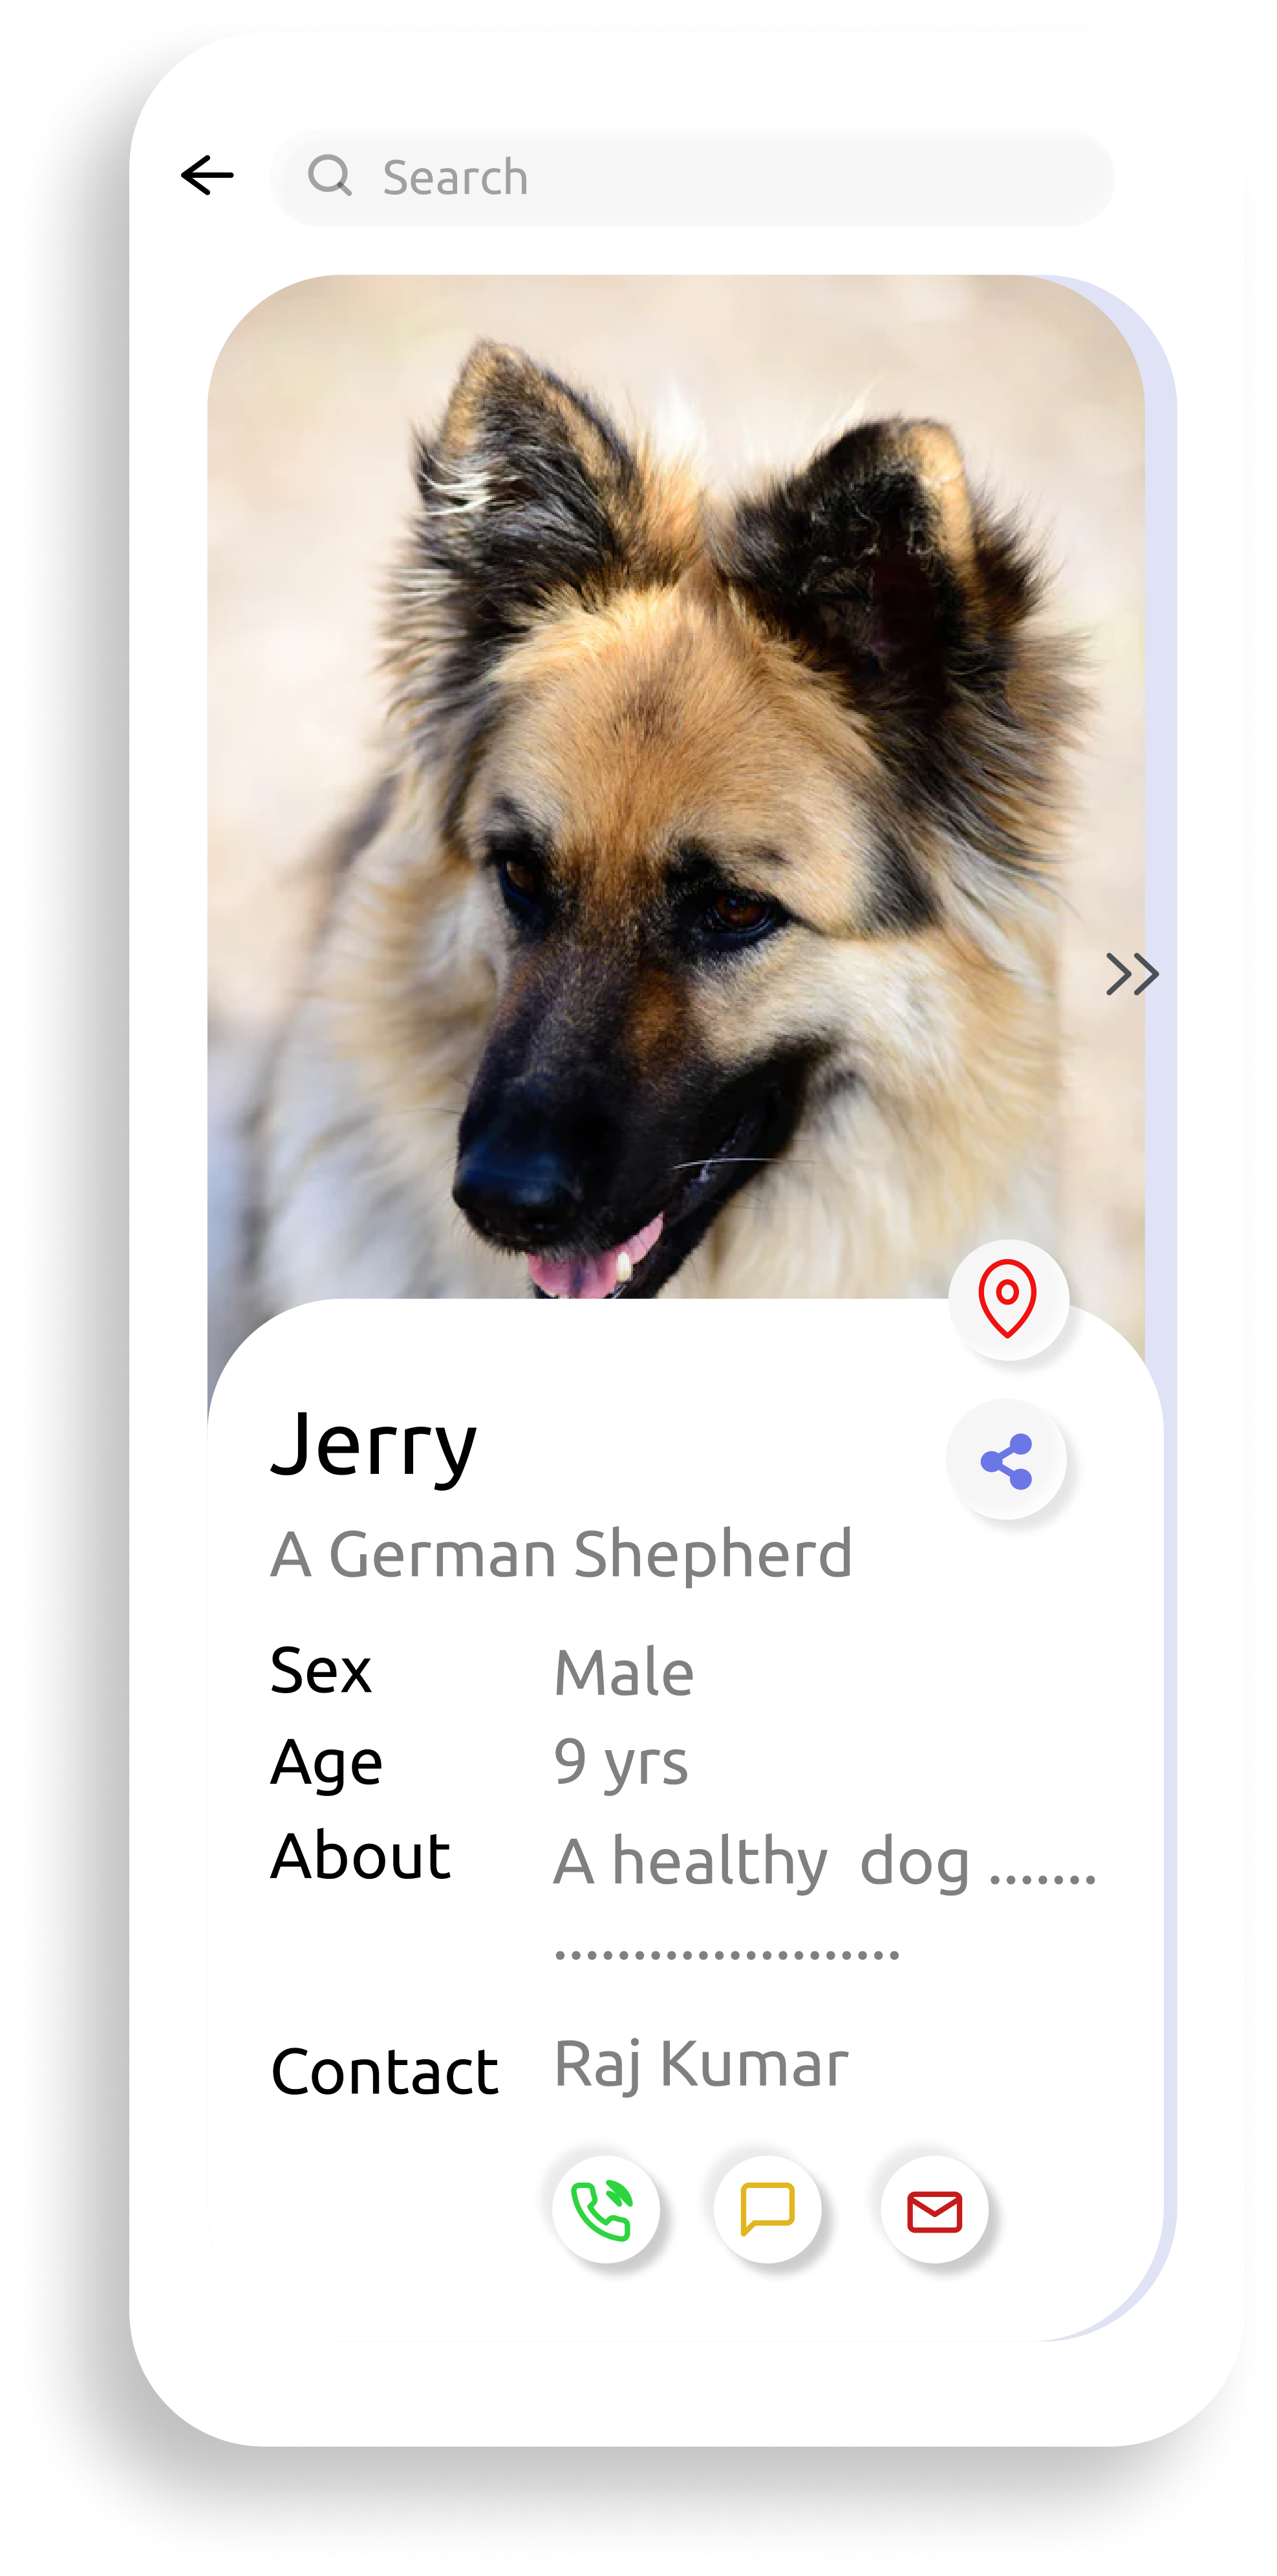 Search
Jerry
A German Shepherd
Sex Male
Age 9 yrs
About A healthy  dog .......
......................
Contact Raj Kumar